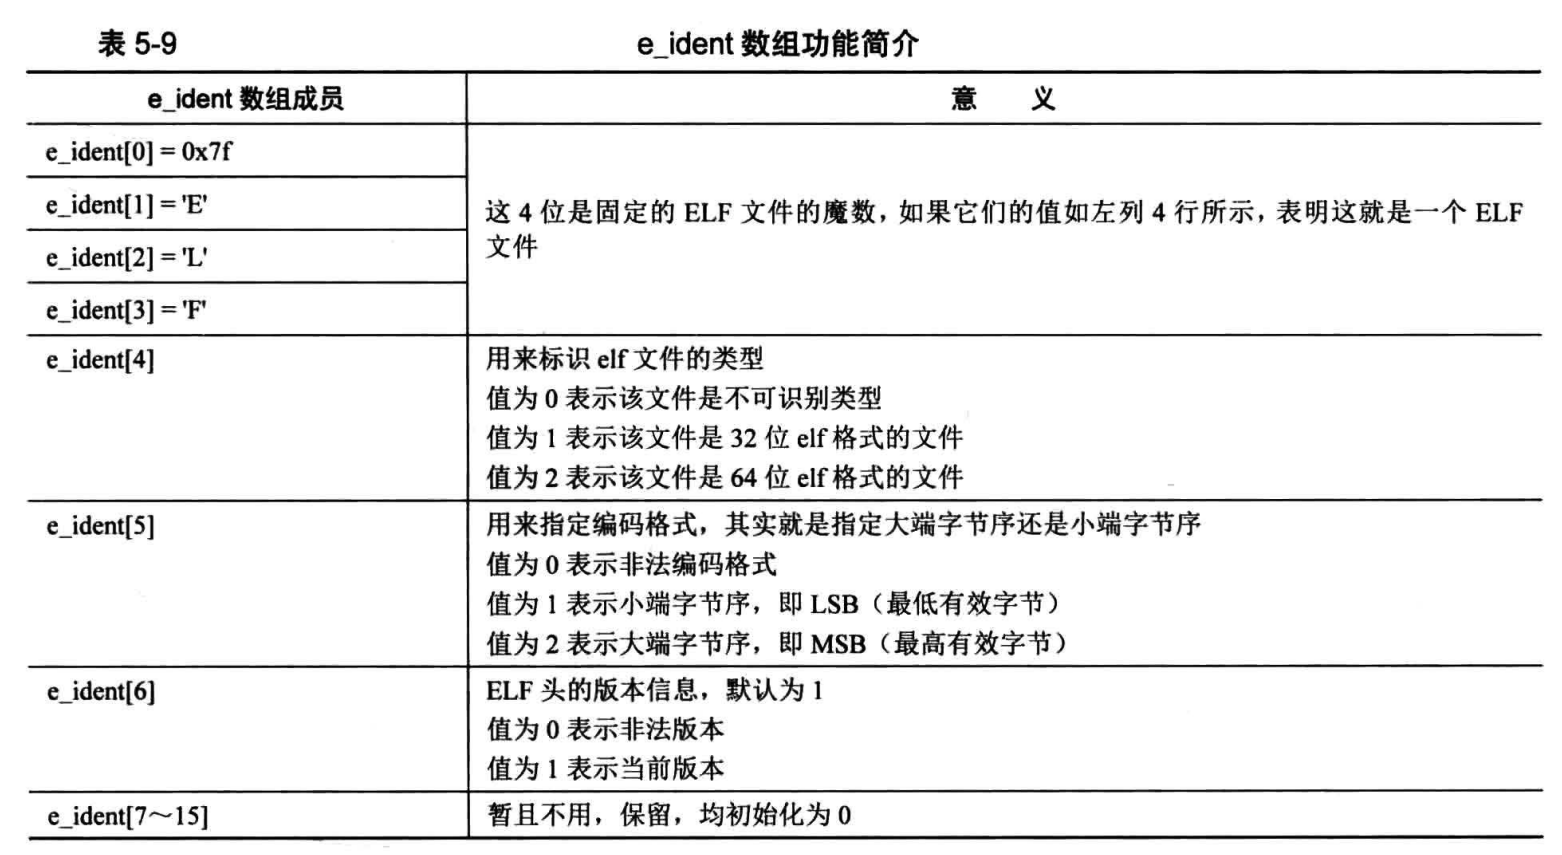 表 5-9
e_ident 数组功能简介
e_ident 数组成员
意 义
e_ident[0] = 0x7f
e_ident[1] = 'E'
e_ident[2] = 'L'
e_ident[3] = 'F'
这 4 位是固定的 ELF 文件的魔数，如果它们的值如左列 4 行所示，表明这就是一个 ELF
文件
e_ident[4]
用来标识 elf 文件的类型
值为 0 表示该文件是不可识别类型
值为 1 表示该文件是 32 位 elf 格式的文件
值为 2 表示该文件是 64 位 elf 格式的文件
e_ident[5]
用来指定编码格式，其实就是指定大端字节序还是小端字节序
值为 0 表示非法编码格式
值为 1 表示小端字节序，即 LSB（最低有效字节）
值为 2 表示大端字节序，即 MSB（最高有效字节）
e_ident[6]
ELF 头的版本信息，默认为 1
值为 0 表示非法版本
值为 1 表示当前版本
e_ident[7～15]
暂且不用，保留，均初始化为 0